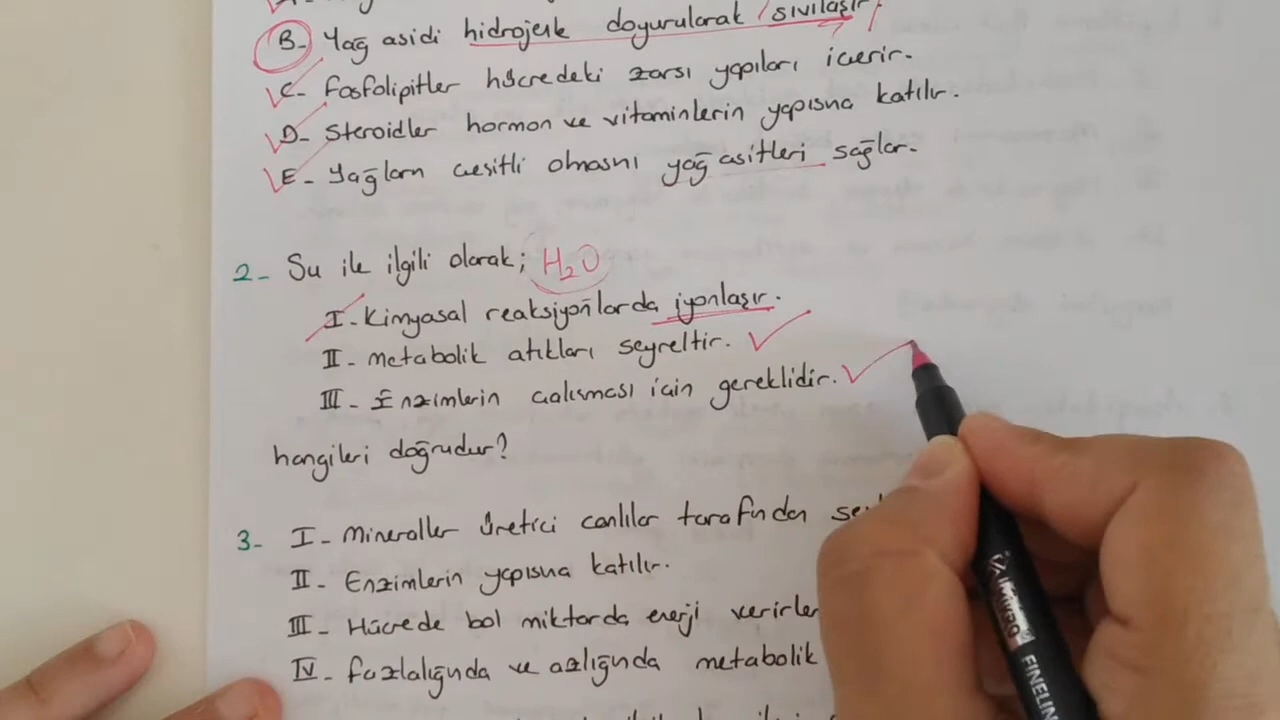 B- Yağ asidi hidrojenle doyurularak sıvılaşır.
C- Fosfolipitler hücredeki zarsı yapıları içerir.
D- Steroidler hormon ve vitaminlerin yapısına katılır.
E- Yağların çeşitli olmasını yağ asitleri sağlar.
2- Su ile ilgili olarak; H2O
I- Kimyasal reaksiyonlarda iyonlaşır.
II- Metabolik atıkları seyreltir.
III- Enzimlerin çalışması için gereklidir.
hangileri doğrudur?
3- I- Mineraller üretici canlılar tarafından
II- Enzimlerin yapısına katılır.
III- Hücrede bol miktarda enerji verirler
IV- Fazlalığında ve azlığında metabolik
FINELIN